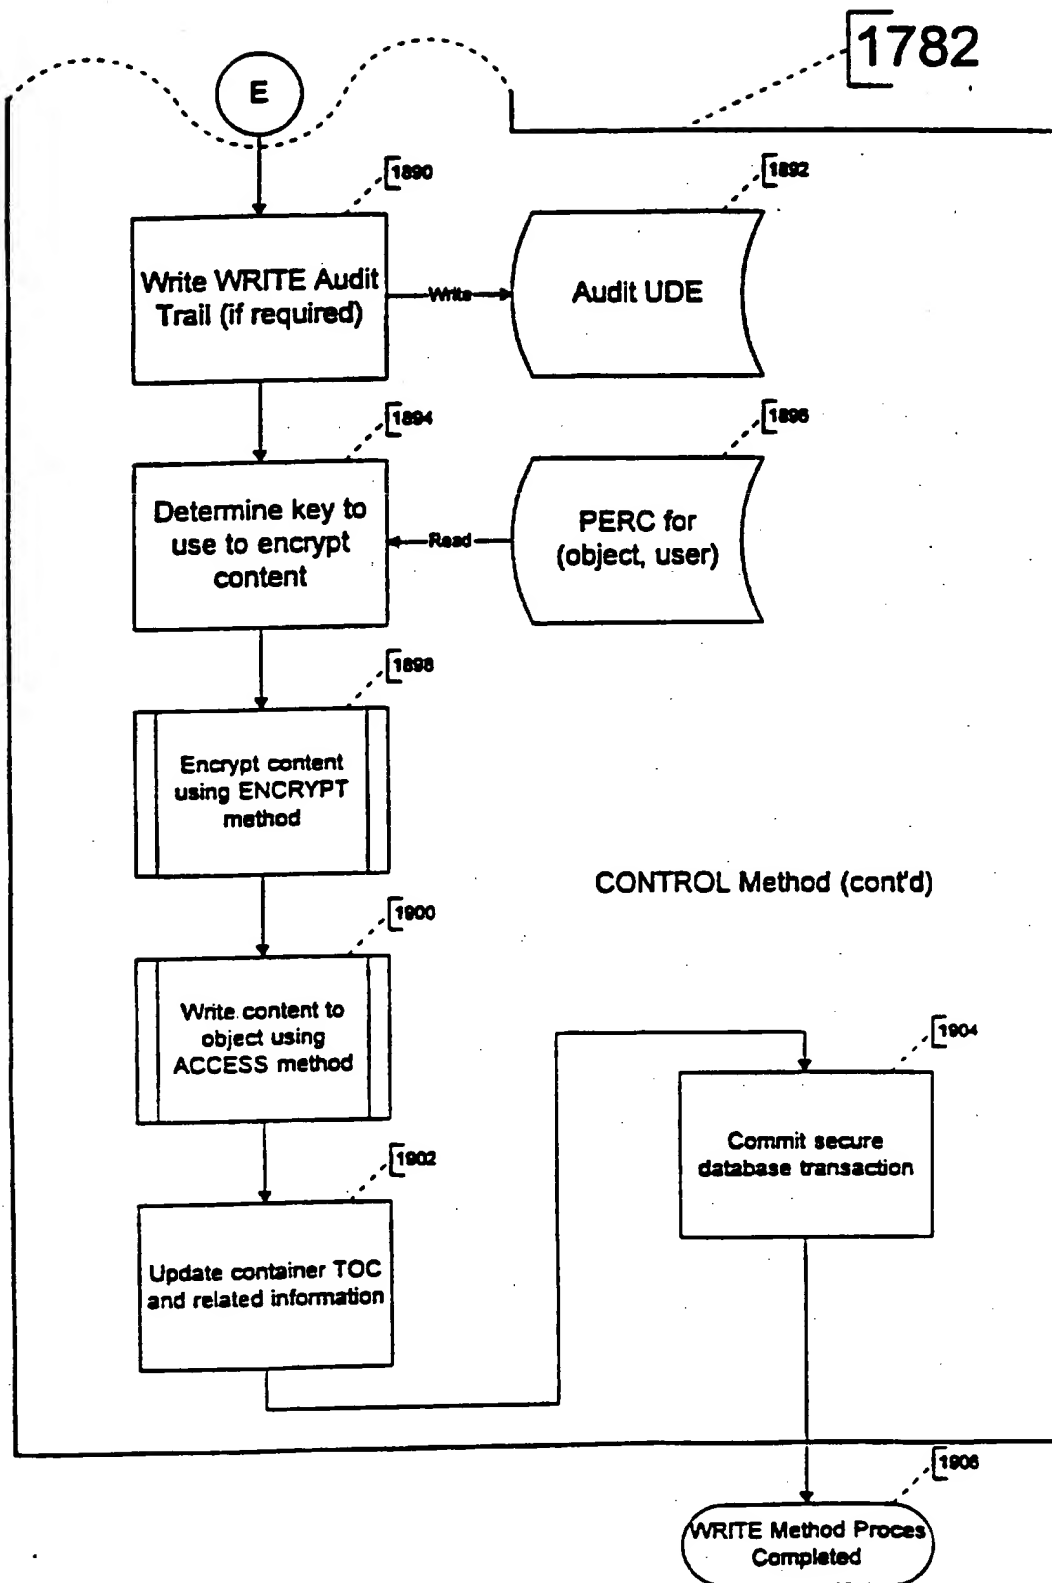 1782
E
1890
1892
Write WRITE Audit
Trail (if required)
Write
Audit UDE
1894
1896
Determine key to
use to encrypt
content
Read
PERC for
(object, user)
1898
Encrypt content
using ENCRYPT
method
CONTROL Method (cont'd)
1900
Write content to
object using
ACCESS method
1904
Commit secure
database transaction
1902
Update container TOC
and related information
1906
WRITE Method Proces
Completed